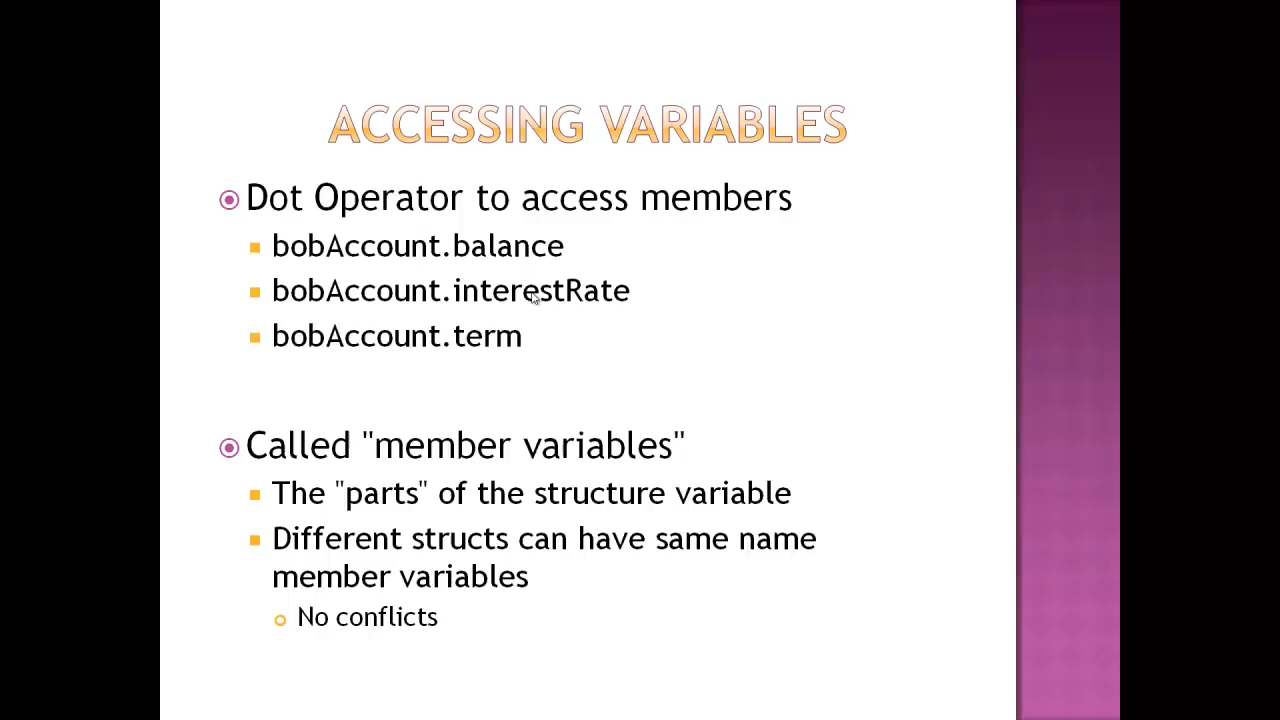 ACCESSING VARIABLES
Dot Operator to access members
bobAccount.balance
bobAccount.interestRate
bobAccount.term
Called "member variables"
The "parts" of the structure variable
Different structs can have same name
member variables
No conflicts